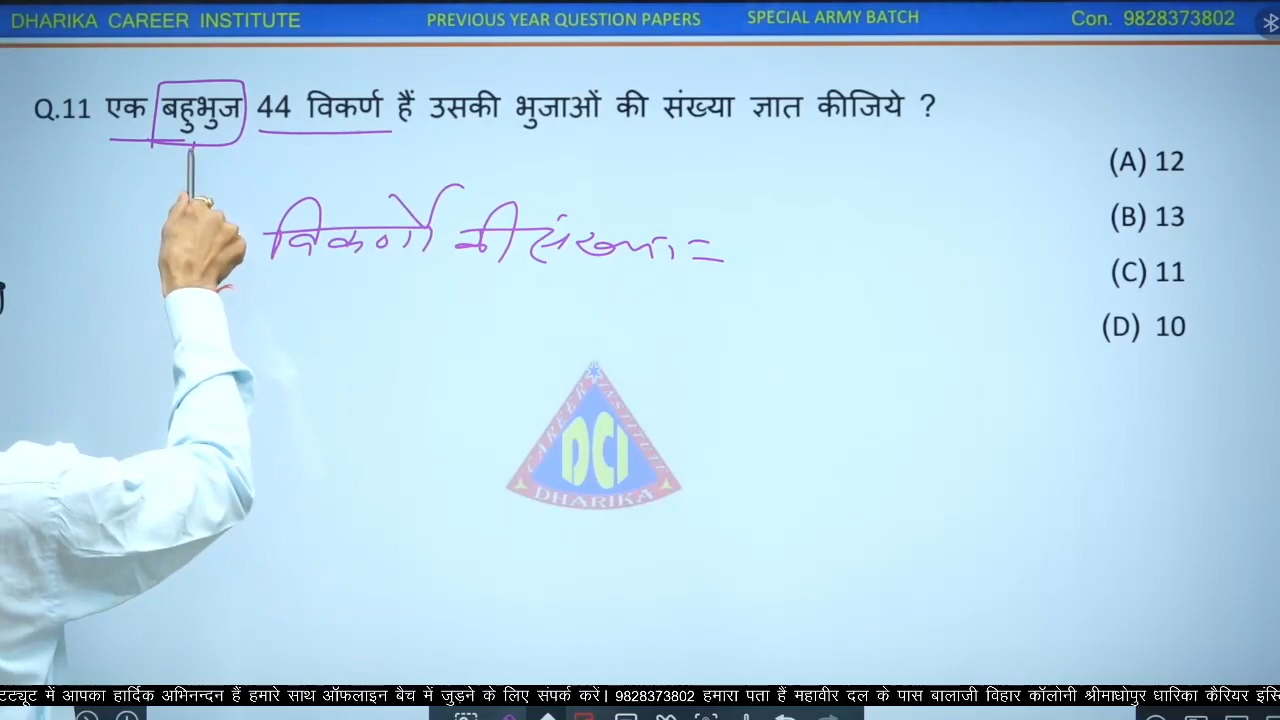 DHARIKA CAREER INSTITUTE PREVIOUS YEAR QUESTION PAPERS SPECIAL ARMY BATCH Con. 9828373802
Q.11 एक बहुभुज 44 विकर्ण हैं उसकी भुजाओं की संख्या ज्ञात कीजिये ?
(A) 12
(B) 13
(C) 11
(D) 10
विकर्णों की संख्या =
CAREER INSTITUTE
DCI
DHARIKA
में आपका हार्दिक अभिनन्दन हैं हमारे साथ ऑफलाइन बैच में जुड़ने के लिए संपर्क करें। 9828373802 हमारा पता हैं महावीर दल के पास बालाजी विहार कॉलोनी श्रीमाधोपुर धारिका कैरियर